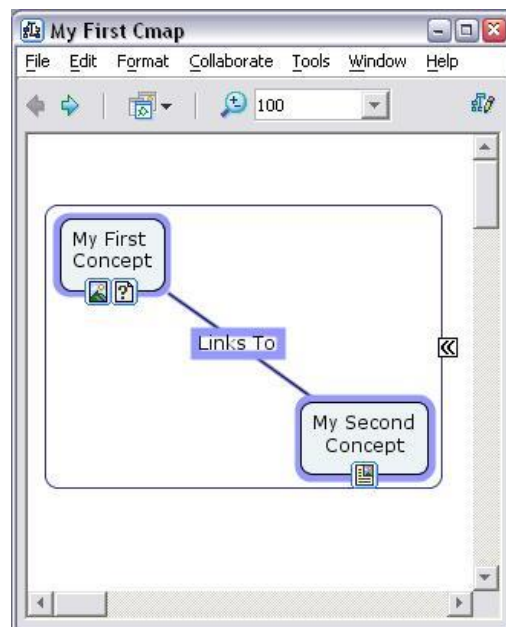 My First Cmap
File Edit Format Collaborate Tools Window Help
100
My First
Concept
Links To
My Second
Concept